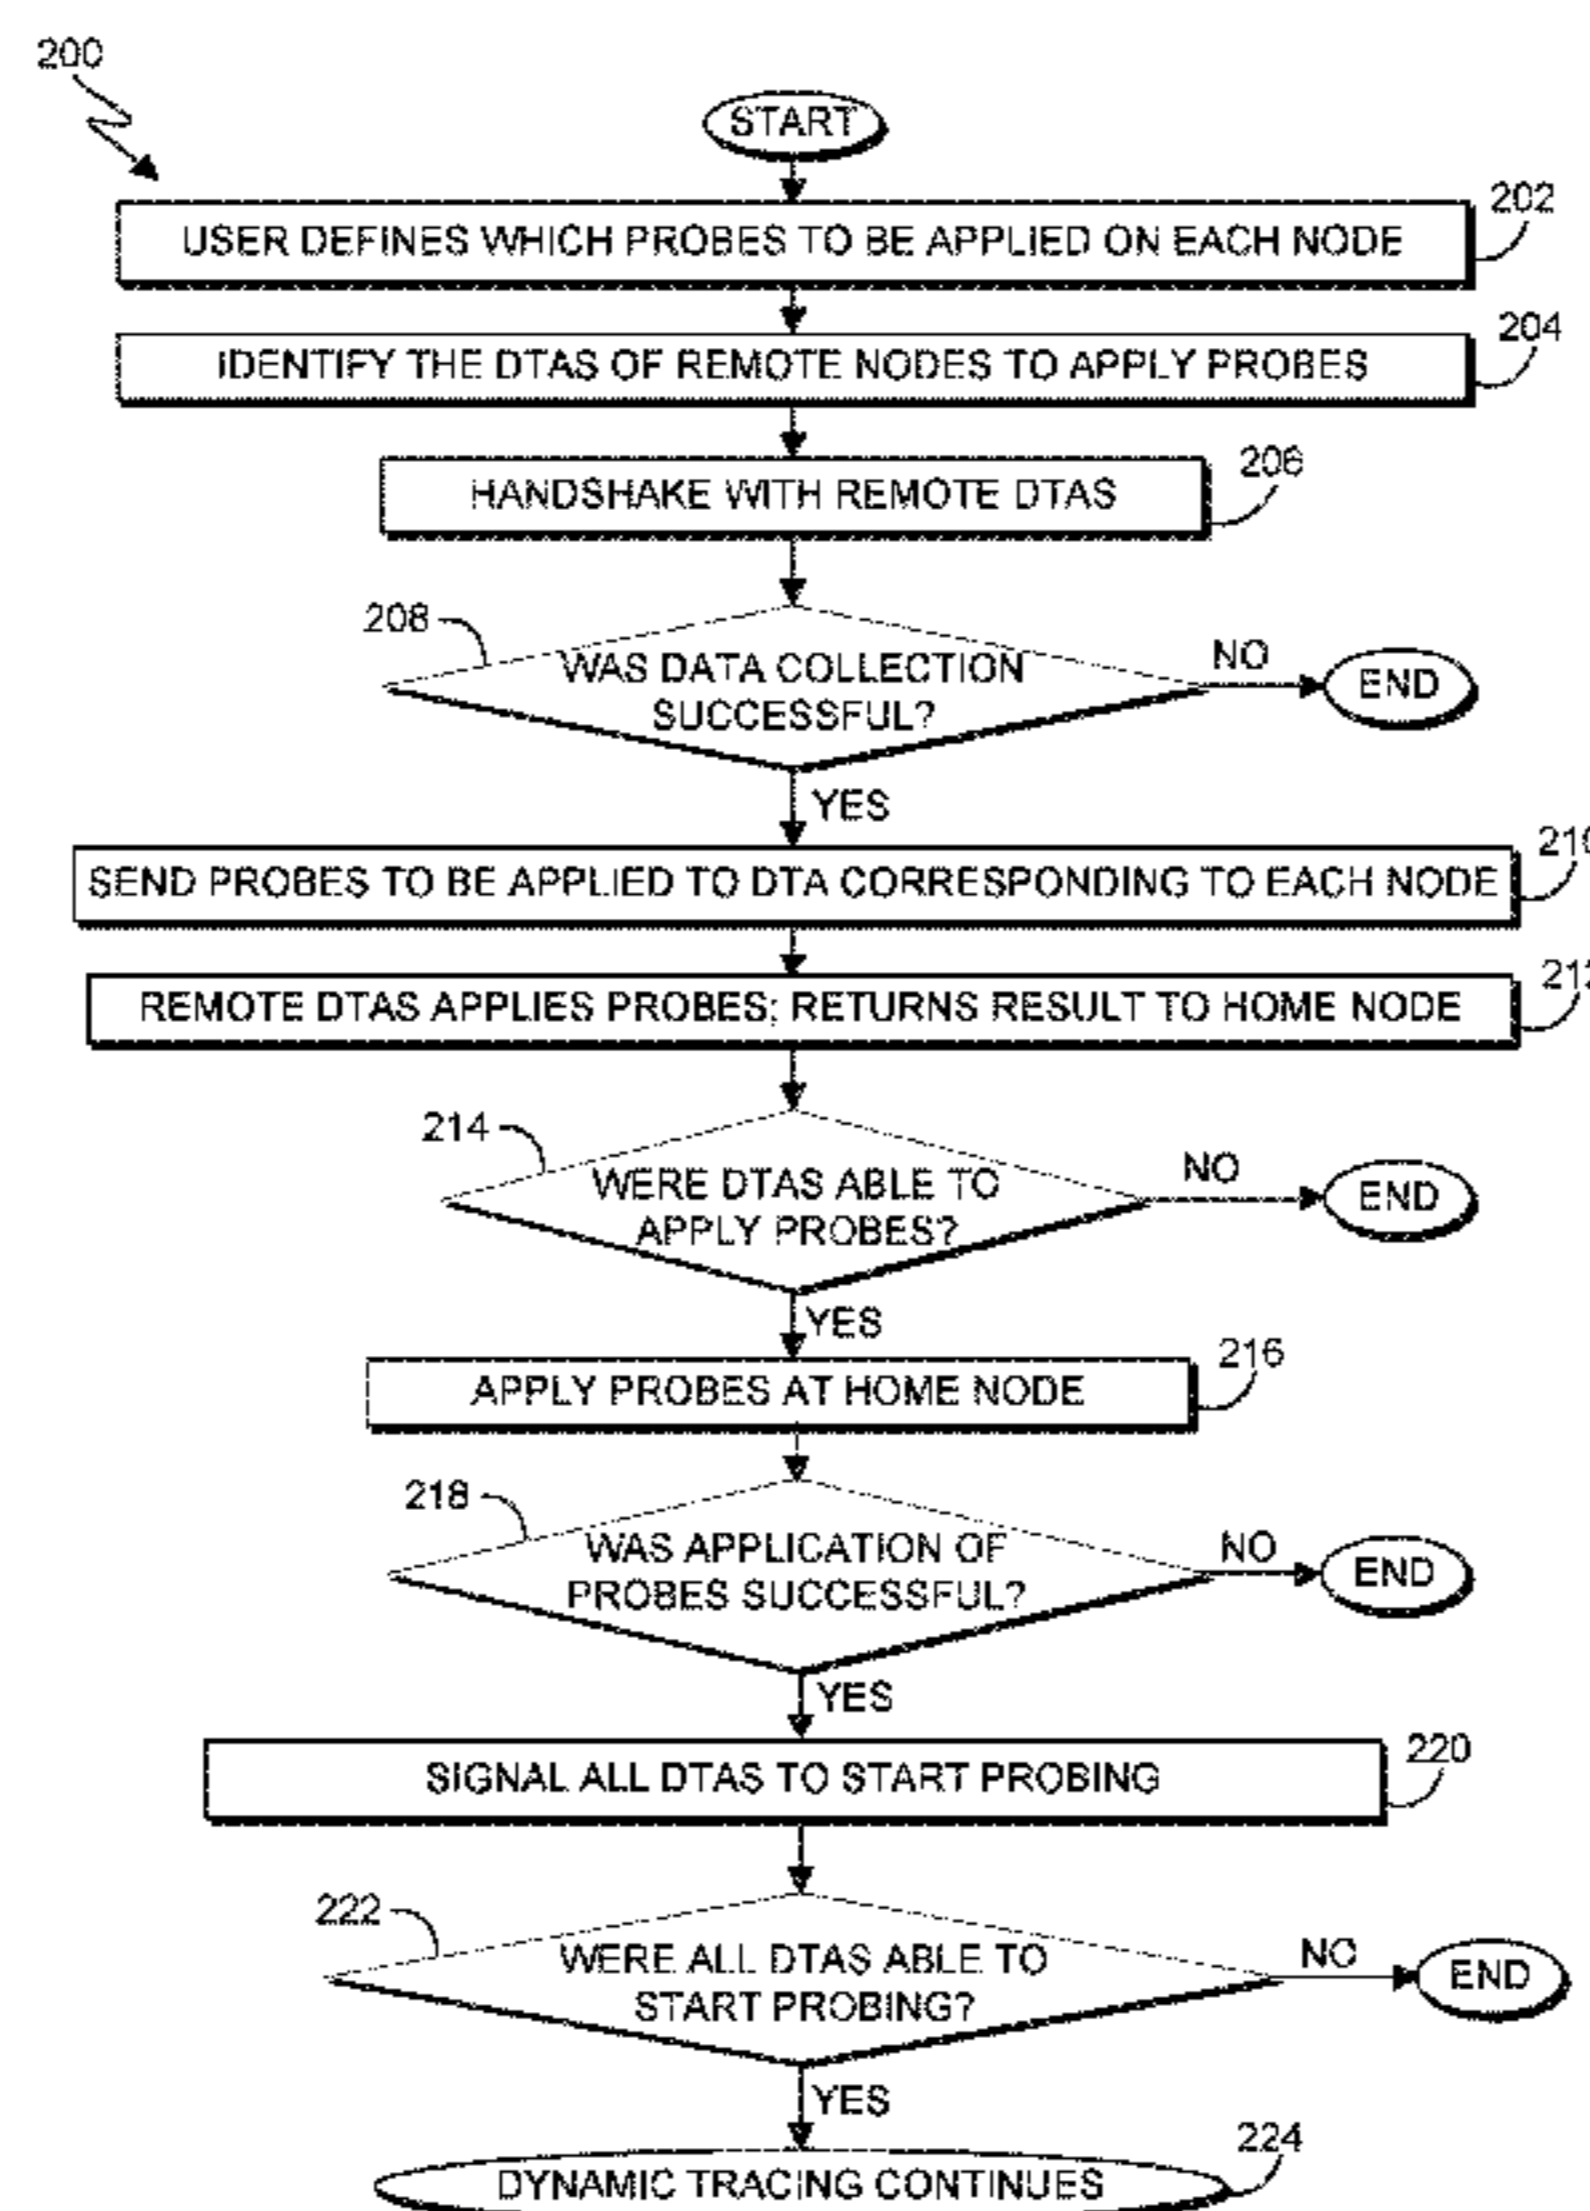 200
START
USER DEFINES WHICH PROBES TO BE APPLIED ON EACH NODE
202
IDENTIFY THE DTAS OF REMOTE NODES TO APPLY PROBES
204
HANDSHAKE WITH REMOTE DTAS
206
208
WAS DATA COLLECTION
SUCCESSFUL?
NO
END
YES
SEND PROBES TO BE APPLIED TO DTA CORRESPONDING TO EACH NODE
210
REMOTE DTAS APPLIES PROBES; RETURNS RESULT TO HOME NODE
212
214
WERE DTAS ABLE TO
APPLY PROBES?
NO
END
YES
APPLY PROBES AT HOME NODE
216
218
WAS APPLICATION OF
PROBES SUCCESSFUL?
NO
END
YES
SIGNAL ALL DTAS TO START PROBING
220
222
WERE ALL DTAS ABLE TO
START PROBING?
NO
END
YES
DYNAMIC TRACING CONTINUES
224